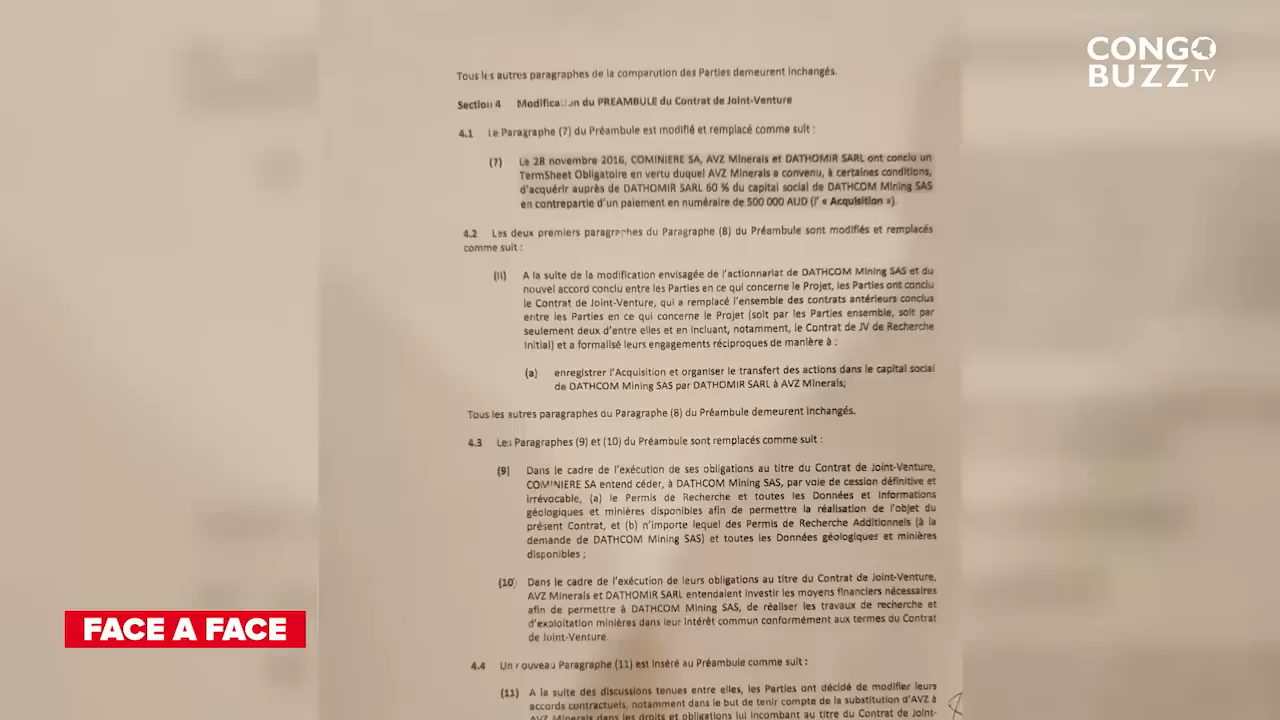 CONGO
BUZZ TV
Tous les autres paragraphes de la comparution des Parties demeurent inchangés.
Section 4 Modification du PREAMBULE du Contrat de Joint-Venture
4.1 Le Paragraphe (7) du Préambule est modifié et remplacé comme suit :
(7) Le 28 novembre 2016, COMINIERE SA, AVZ Minerals et DATHOMIR SARL ont conclu un
TermSheet Obligatoire en vertu duquel AVZ Minerals a convenu, à certaines conditions,
d'acquérir auprès de DATHOMIR SARL 60 % du capital social de DATHCOM Mining SAS
en contrepartie d'un paiement en numéraire de 500 000 AUD (l' « Acquisition »).
4.2 Les deux premiers paragraphes du Paragraphe (8) du Préambule sont modifiés et remplacés
comme suit :
(ii) A la suite de la modification envisagée de l'actionnariat de DATHCOM Mining SAS et du
nouvel accord conclu entre les Parties en ce qui concerne le Projet, les Parties ont conclu
le Contrat de Joint-Venture, qui a remplacé l'ensemble des contrats antérieurs conclus
entre les Parties en ce qui concerne le Projet (soit par les Parties ensemble, soit par
seulement deux d'entre elles et en incluant, notamment, le Contrat de JV de Recherche
Initial) et a formalisé leurs engagements réciproques de manière à :
(a) enregistrer l'Acquisition et organiser le transfert des actions dans le capital social
de DATHCOM Mining SAS par DATHOMIR SARL à AVZ Minerals;
Tous les autres paragraphes du Paragraphe (8) du Préambule demeurent inchangés.
4.3 Les Paragraphes (9) et (10) du Préambule sont remplacés comme suit :
(9) Dans le cadre de l'exécution de ses obligations au titre du Contrat de Joint-Venture,
COMINIERE SA entend céder, à DATHCOM Mining SAS, par voie de cession définitive et
irrévocable, (a) le Permis de Recherche et toutes les Données et Informations
géologiques et minières disponibles afin de permettre la réalisation de l'objet du
présent Contrat, et (b) n'importe lequel des Permis de Recherche Additionnels (à la
demande de DATHCOM Mining SAS) et toutes les Données géologiques et minières
disponibles ;
(10) Dans le cadre de l'exécution de leurs obligations au titre du Contrat de Joint-Venture,
AVZ Minerals et DATHOMIR SARL entendaient investir les moyens financiers nécessaires
afin de permettre à DATHCOM Mining SAS, de réaliser les travaux de recherche et
d'exploitation minières dans leur intérêt commun conformément aux termes du Contrat
de Joint-Venture.
4.4 Un nouveau Paragraphe (11) est inséré au Préambule comme suit :
(11) A la suite des discussions tenues entre elles, les Parties ont décidé de modifier leurs
accords contractuels, notamment dans le but de tenir compte de la substitution d'AVZ à
AVZ Minerals dans les droits et obligations lui incombant au titre du Contrat de Joint-
FACE A FACE